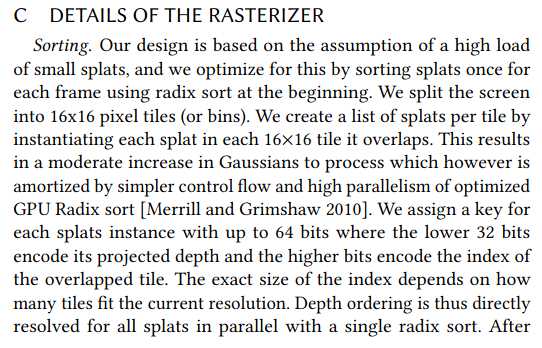 C DETAILS OF THE RASTERIZER
Sorting. Our design is based on the assumption of a high load
of small splats, and we optimize for this by sorting splats once for
each frame using radix sort at the beginning. We split the screen
into 16x16 pixel tiles (or bins). We create a list of splats per tile by
instantiating each splat in each 16×16 tile it overlaps. This results
in a moderate increase in Gaussians to process which however is
amortized by simpler control flow and high parallelism of optimized
GPU Radix sort [Merrill and Grimshaw 2010]. We assign a key for
each splats instance with up to 64 bits where the lower 32 bits
encode its projected depth and the higher bits encode the index of
the overlapped tile. The exact size of the index depends on how
many tiles fit the current resolution. Depth ordering is thus directly
resolved for all splats in parallel with a single radix sort. After